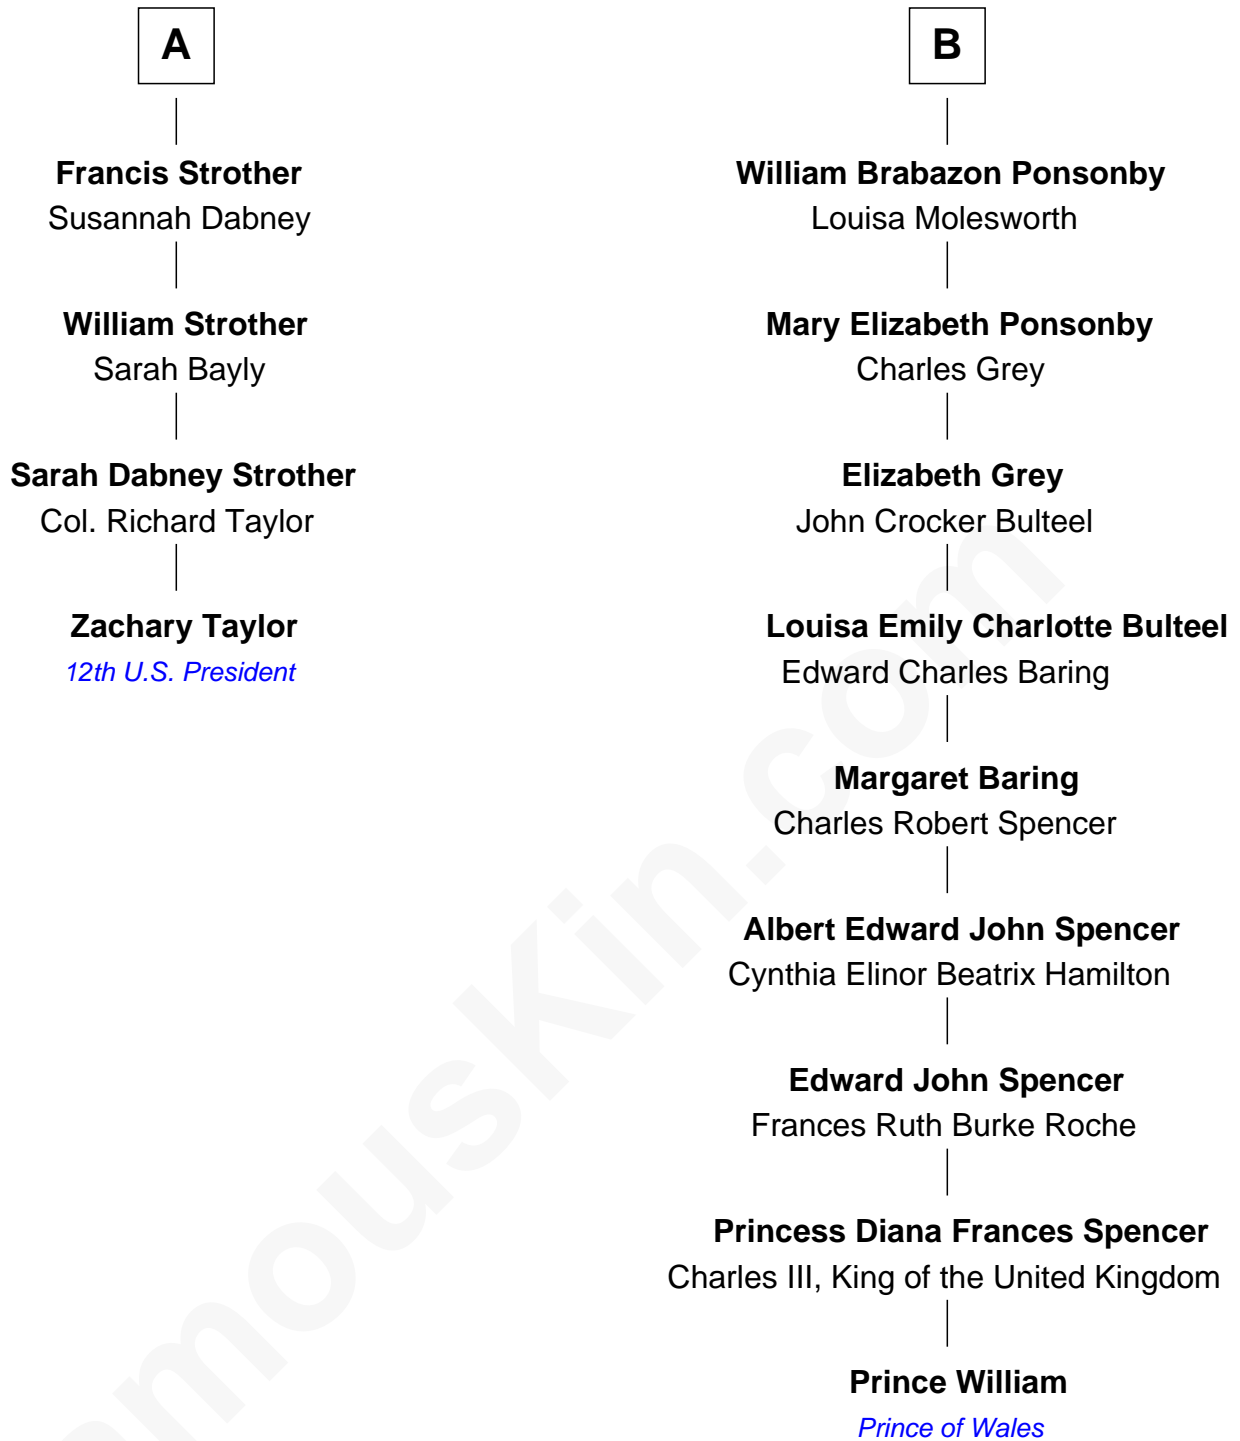 A
Francis Strother
Susannah Dabney
William Strother
Sarah Bayly
Sarah Dabney Strother
Col. Richard Taylor
Zachary Taylor
12th U.S. President
B
William Brabazon Ponsonby
Louisa Molesworth
Mary Elizabeth Ponsonby
Charles Grey
Elizabeth Grey
John Crocker Bulteel
Louisa Emily Charlotte Bulteel
Edward Charles Baring
Margaret Baring
Charles Robert Spencer
Albert Edward John Spencer
Cynthia Elinor Beatrix Hamilton
Edward John Spencer
Frances Ruth Burke Roche
Princess Diana Frances Spencer
Charles III, King of the United Kingdom
Prince William
Prince of Wales
amousKin.com